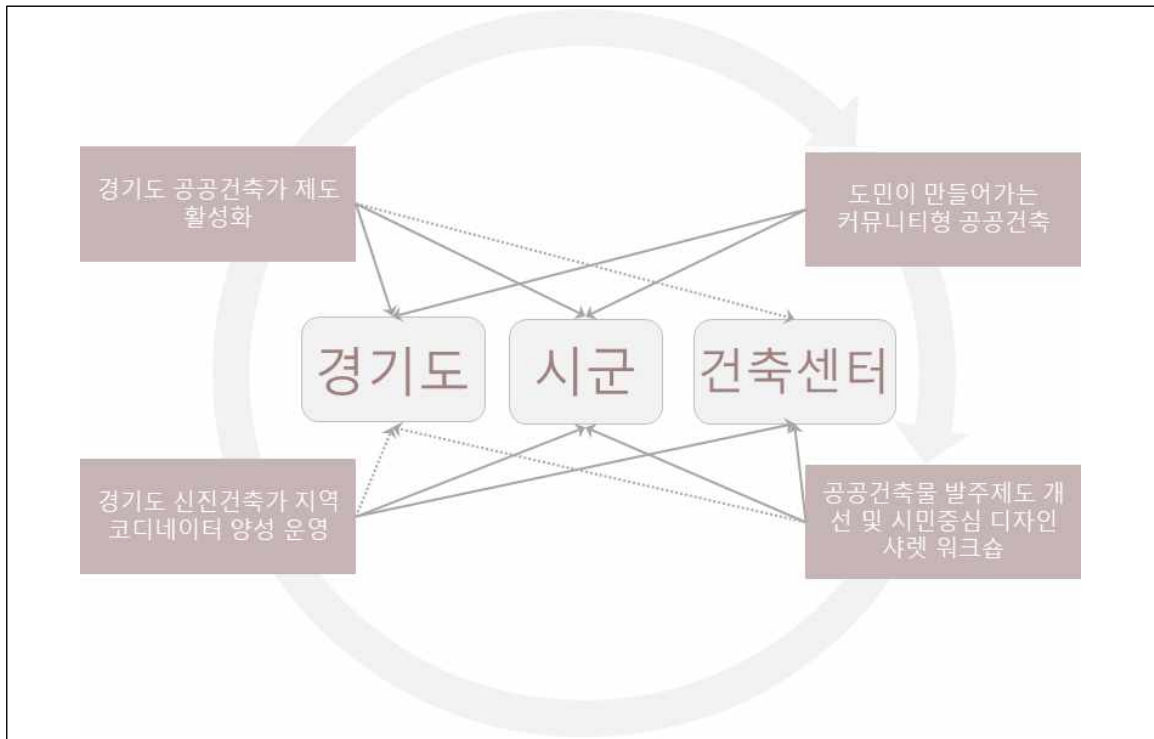 경기도 공공건축가 제도
활성화
도민이 만들어가는
커뮤니티형 공공건축
경기도
시군
건축센터
경기도 신진건축가 지역
코디네이터 양성 운영
공공건축물 발주제도 개
선 및 시민중심 디자인
샤렛 워크숍